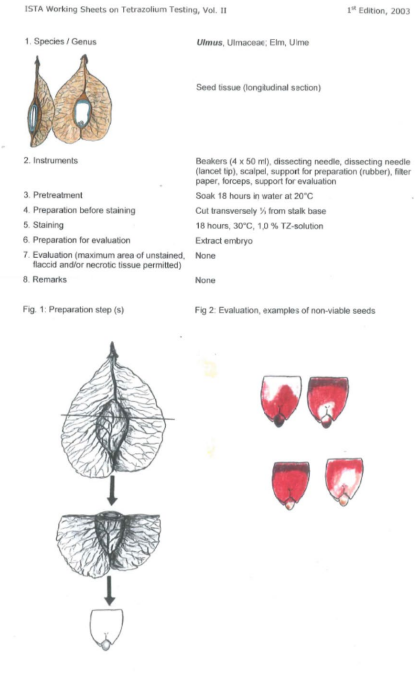 ISTA Working Sheets on Tetrazolium Testing, Vol. II
1st Edition, 2003
1. Species / Genus
Ulmus, Ulmaceae; Elm, Ulme
Seed tissue (longitudinal section)
2. Instruments
Beakers (4 x 50 ml), dissecting needle, dissecting needle
(lancet tip), scalpel, support for preparation (rubber), filter
paper, forceps, support for evaluation
3. Pretreatment
Soak 18 hours in water at 20°C
4. Preparation before staining
Cut transversely ⅓ from stalk base
5. Staining
18 hours, 30°C, 1,0 % TZ-solution
6. Preparation for evaluation
Extract embryo
7. Evaluation (maximum area of unstained,
flaccid and/or necrotic tissue permitted)
None
8. Remarks
None
Fig. 1: Preparation step (s)
Fig 2: Evaluation, examples of non-viable seeds